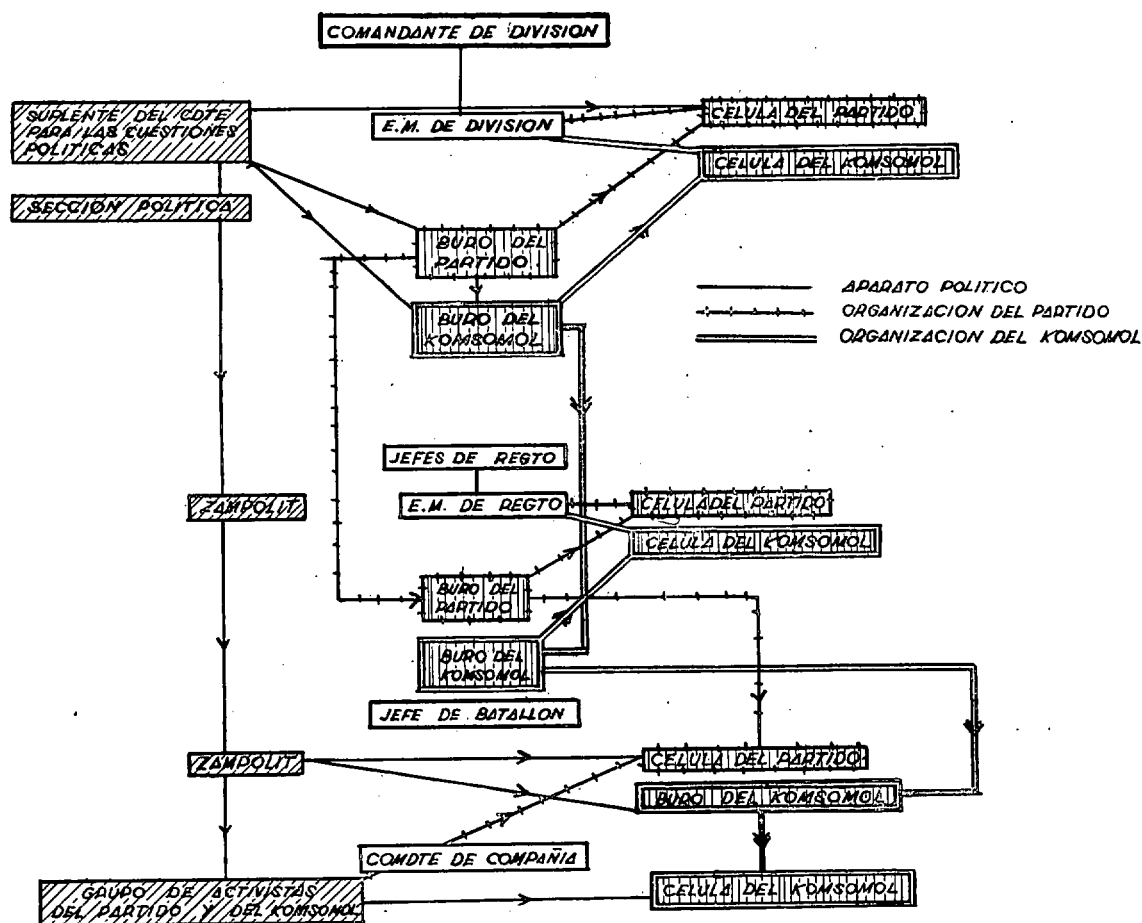 COMANDANTE DE DIVISION
SUPLENTE DEL CDTE
PARA LAS CUESTIONES
POLITICAS
E.M. DE DIVISION
CELULA DEL PARTIDO
CELULA DEL KOMSOMOL
SECCIÓN POLITICA
BURO DEL
PARTIDO
BURO DEL
KOMSOMOL
APARATO POLITICO
ORGANIZACION DEL PARTIDO
ORGANIZACION DEL KOMSOMOL
JEFES DE REGTO
ZAMPOLIT
E.M. DE REGTO
CELULA DEL PARTIDO
CELULA DEL KOMSOMOL
BURO DEL
PARTIDO
BURO DEL
KOMSOMOL
JEFE DE BATALLON
ZAMPOLIT
CELULA DEL PARTIDO
BURO DEL KOMSOMOL
COMDTE DE COMPAÑIA
GRUPO DE ACTIVISTAS
DEL PARTIDO Y DEL KOMSOMOL
CELULA DEL KOMSOMOL